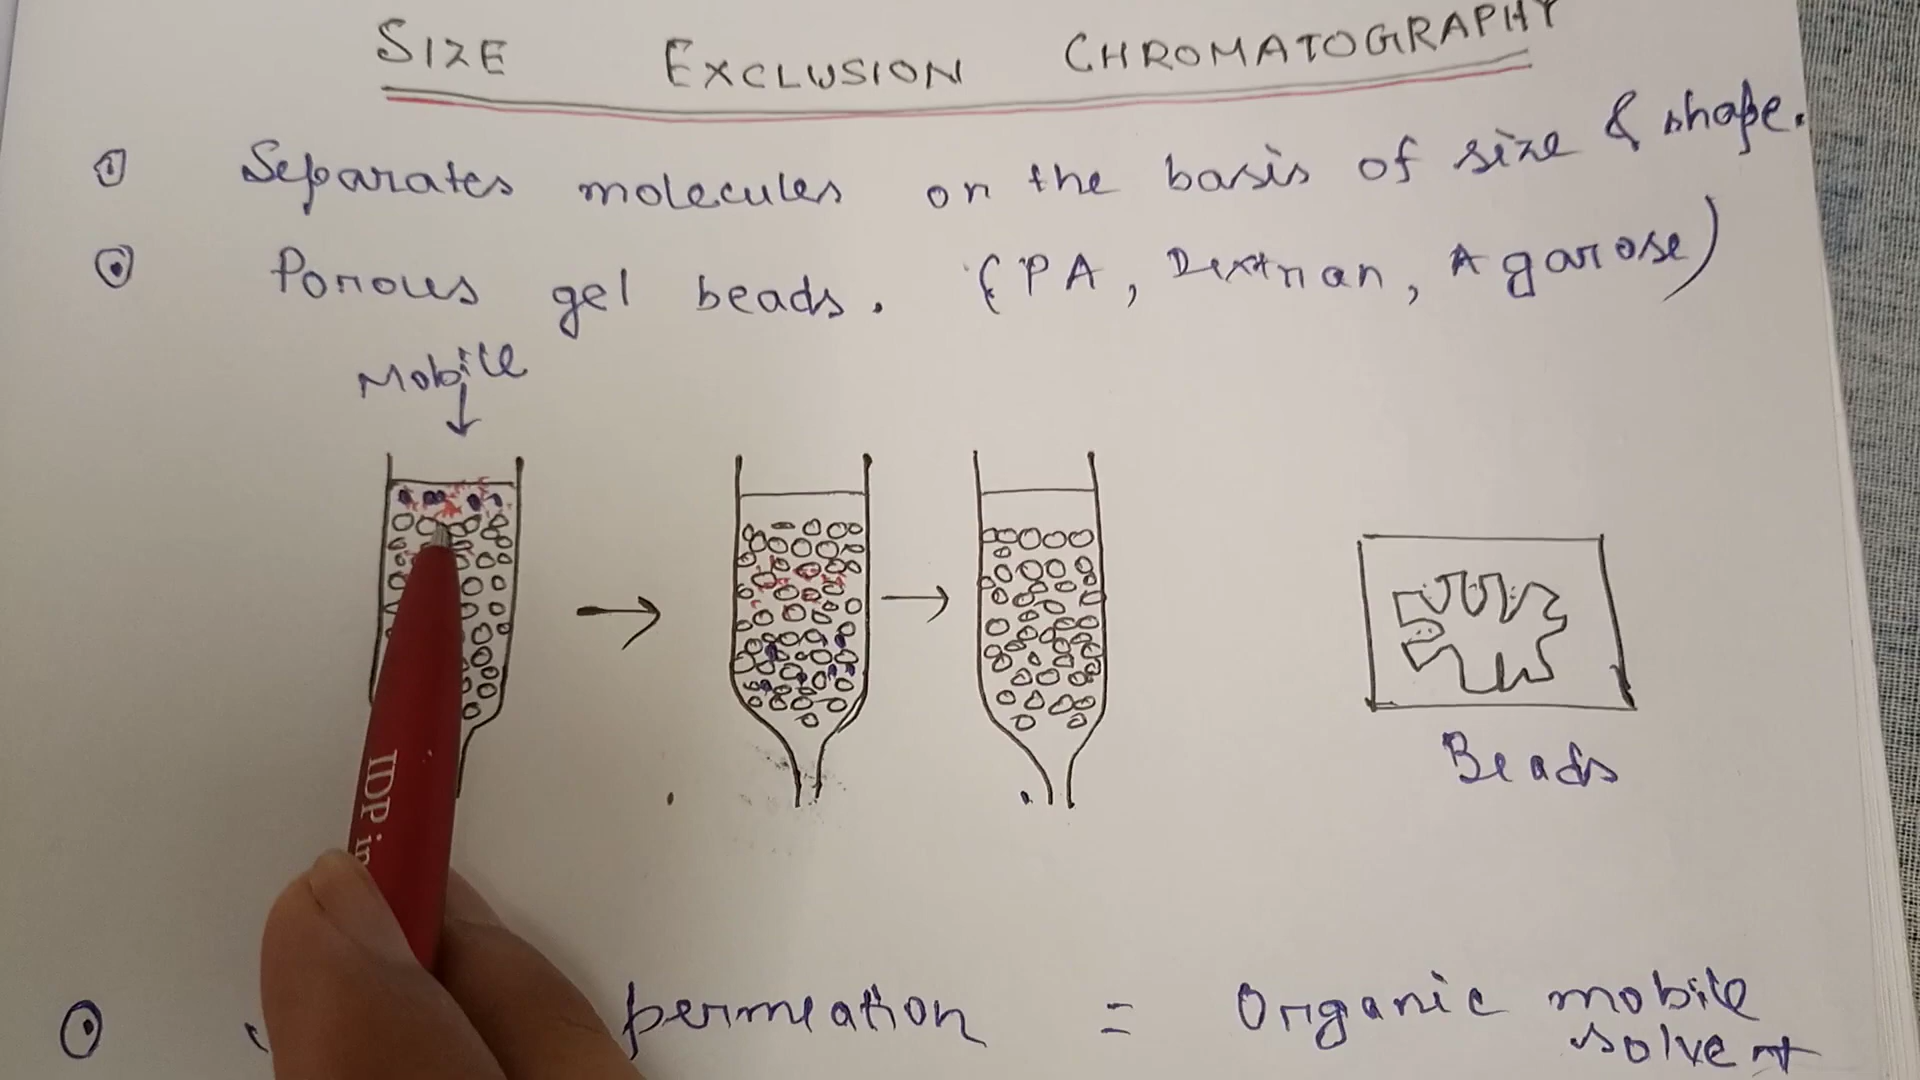 SIZE EXCLUSION CHROMATOGRAPHY
Separates molecules on the basis of size & shape.
Porous gel beads. (PA, Dextran, Agarose)
Mobile
Beads
IDP in
permeation = Organic mobile
solvent